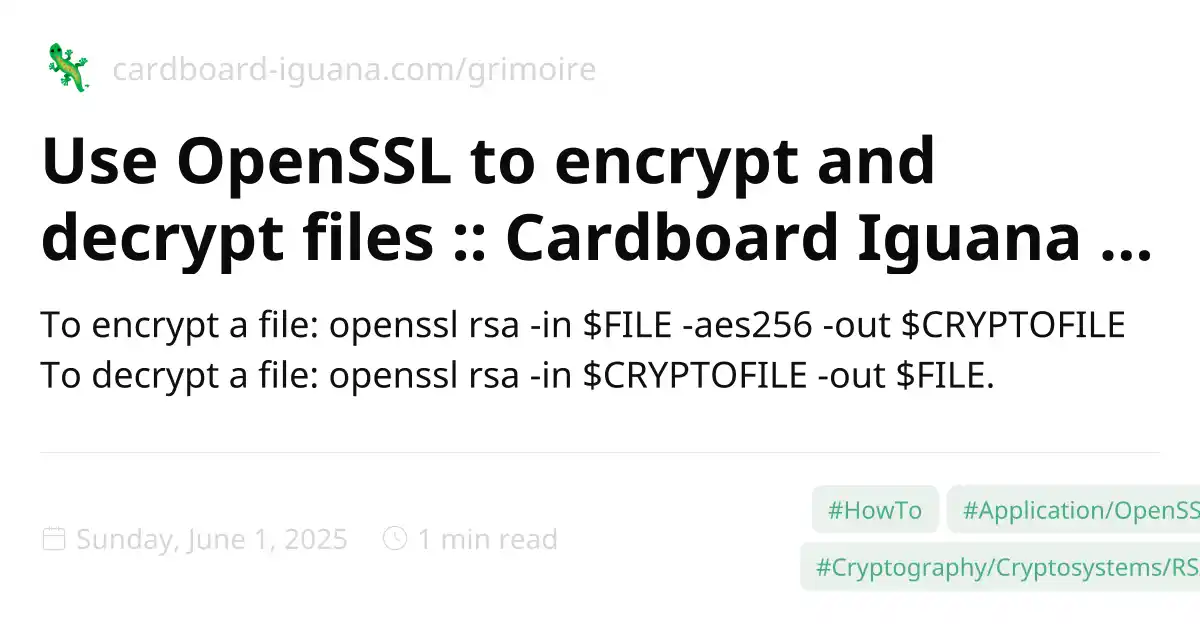 cardboard-iguana.com/grimoire
Use OpenSSL to encrypt and
decrypt files :: Cardboard Iguana ...
To encrypt a file: openssl rsa -in $FILE -aes256 -out $CRYPTOFILE
To decrypt a file: openssl rsa -in $CRYPTOFILE -out $FILE.
#HowTo #Application/OpenSS
Sunday, June 1, 2025 1 min read
#Cryptography/Cryptosystems/RS